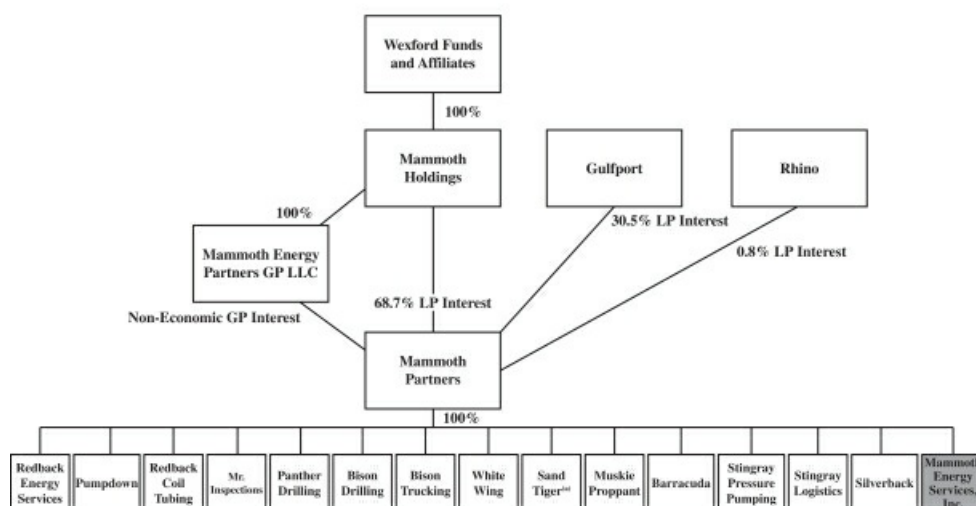 Wexford Funds
and Affiliates
100%
Mammoth
Holdings
Gulfport
Rhino
100%
30.5% LP Interest
0.8% LP Interest
Mammoth Energy
Partners GP LLC
68.7% LP Interest
Non-Economic GP Interest
Mammoth
Partners
100%
Redback
Energy
Services
Pumpdown
Redback
Coil
Tubing
Mr.
Inspections
Panther
Drilling
Bison
Drilling
Bison
Trucking
White
Wing
Sand
Tiger
Muskie
Proppant
Barracuda
Stingray
Pressure
Pumping
Stingray
Logistics
Silverback
Mammoth
Energy
Services,
Inc.